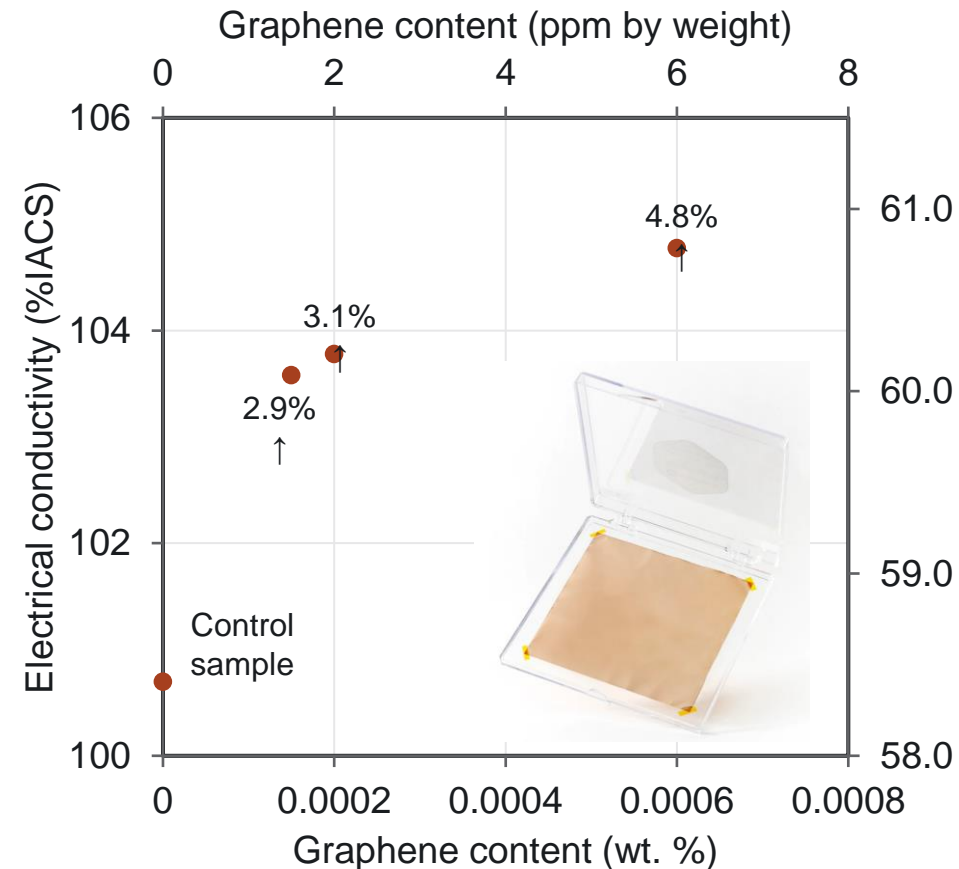 Graphene content (ppm by weight)
0 2 4 6 8
106
61.0
4.8%
↑
104
3.1%
↑
60.0
2.9%
↑
102
59.0
Control
sample
100
58.0
0 0.0002 0.0004 0.0006 0.0008
Graphene content (wt. %)
Electrical conductivity (%IACS)